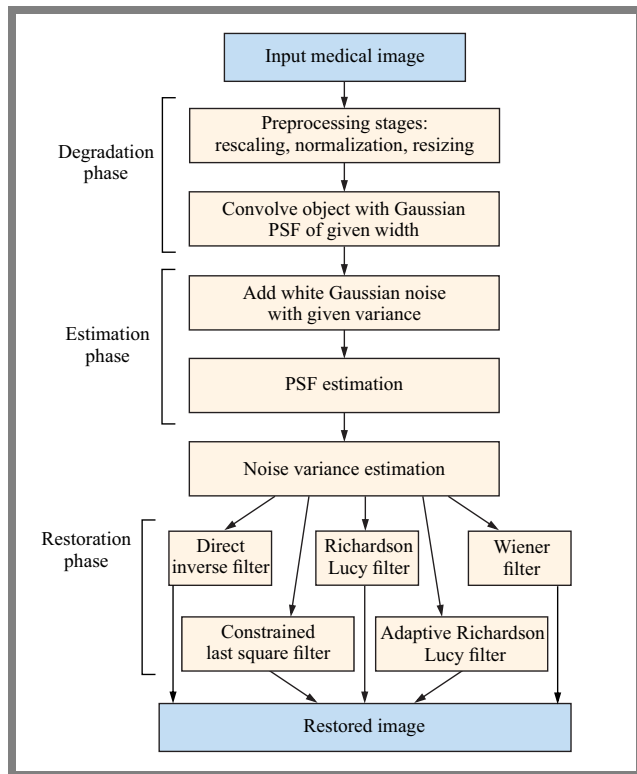 Input medical image
Degradation
phase
Preprocessing stages:
rescaling, normalization, resizing
Convolve object with Gaussian
PSF of given width
Estimation
phase
Add white Gaussian noise
with given variance
PSF estimation
Noise variance estimation
Restoration
phase
Direct
inverse filter
Richardson
Lucy filter
Wiener
filter
Constrained
last square filter
Adaptive Richardson
Lucy filter
Restored image